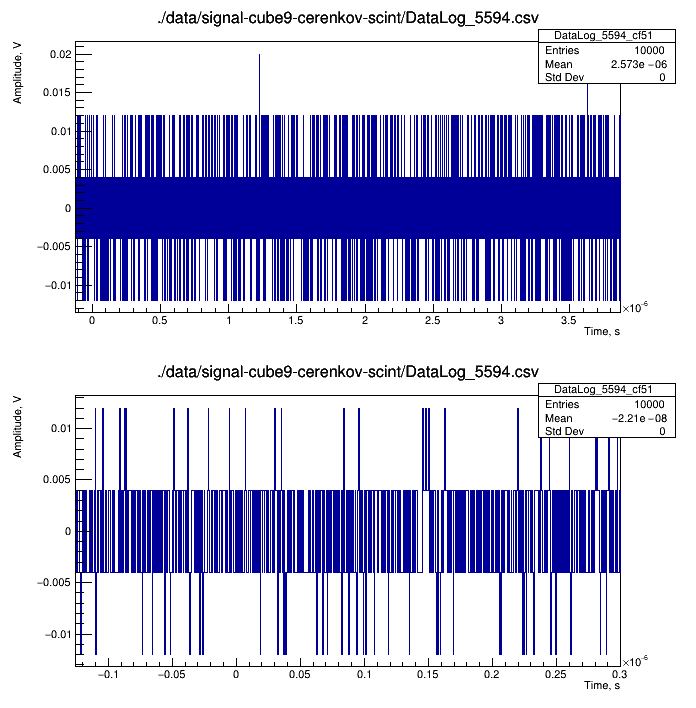 ./data/signal-cube9-cerenkov-scint/DataLog_5594.csv
Amplitude, V
DataLog_5594_cf51
Entries 10000
Mean 2.573e −06
Std Dev 0
0.02
0.015
0.01
0.005
0
−0.005
−0.01
0 0.5 1 1.5 2 2.5 3 3.5
×10⁻⁶
Time, s
./data/signal-cube9-cerenkov-scint/DataLog_5594.csv
Amplitude, V
DataLog_5594_cf51
Entries 10000
Mean −2.21e −08
Std Dev 0
0.01
0.005
0
−0.005
−0.01
−0.1 −0.05 0 0.05 0.1 0.15 0.2 0.25 0.3
×10⁻⁶
Time, s